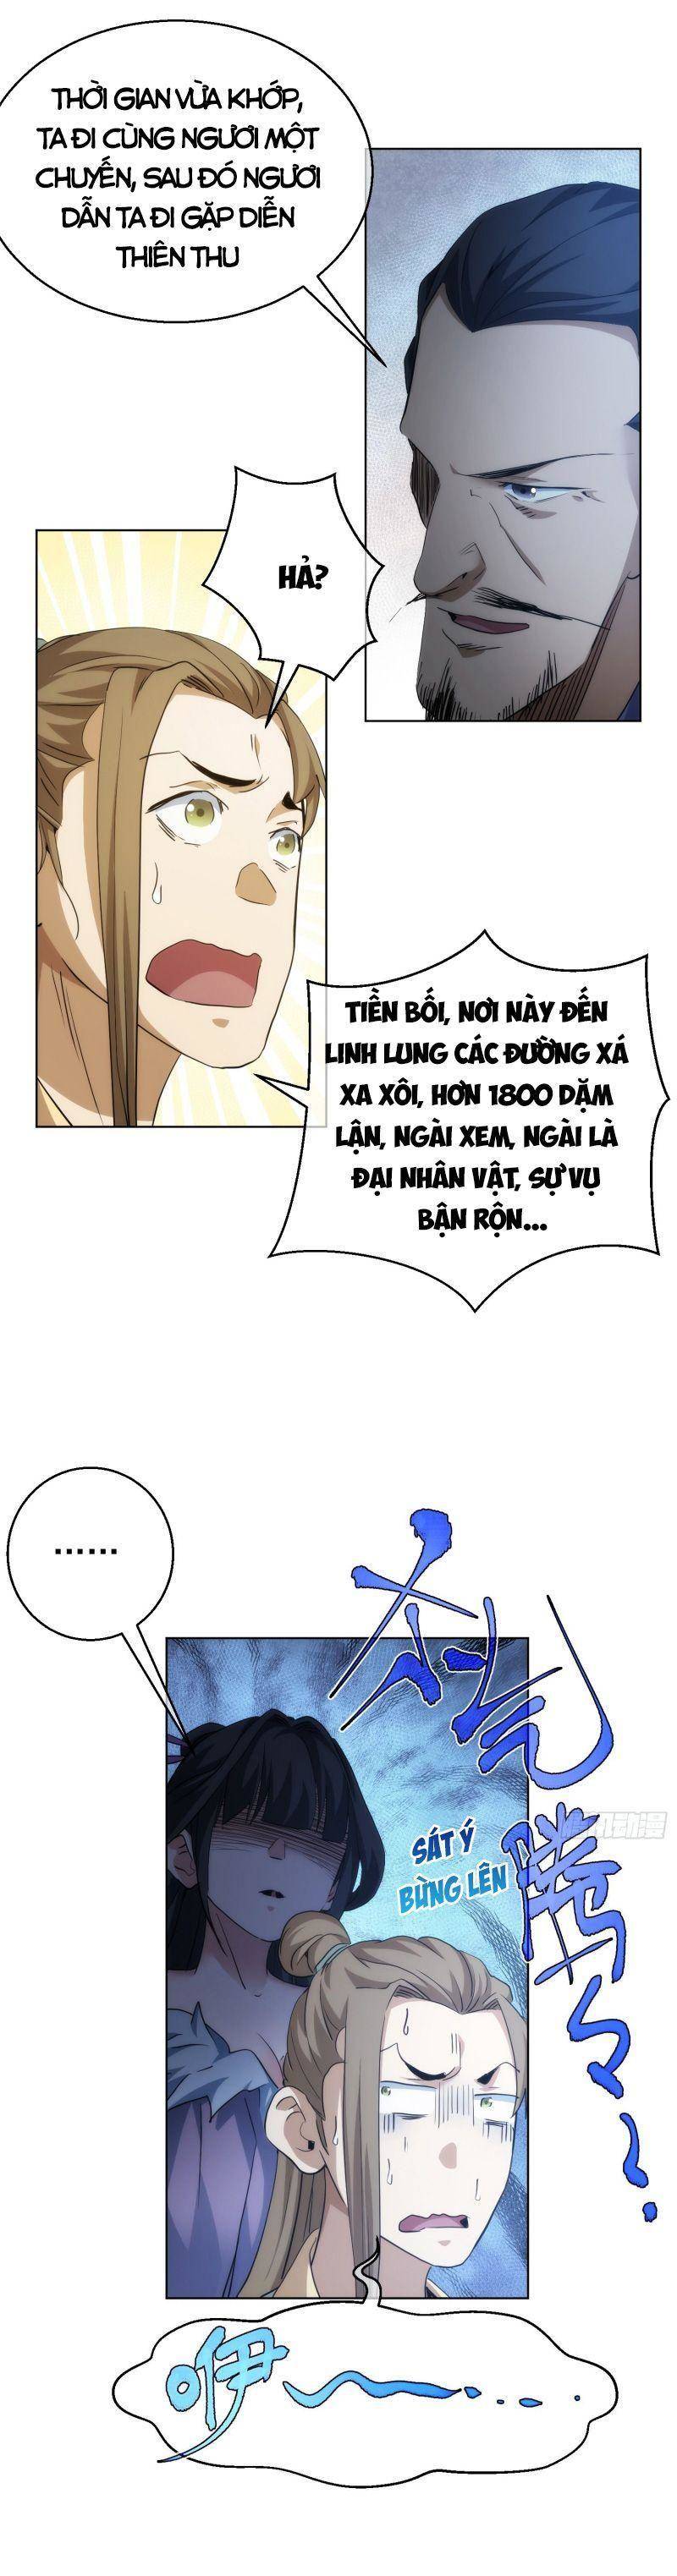 THỜI GIAN VỪA KHỚP,
TA ĐI CÙNG NGƯƠI MỘT
CHUYẾN, SAU ĐÓ NGƯƠI
DẪN TA ĐI GẶP DIỄN
THIÊN THU
HẢ?
TIỀN BỐI, NƠI NÀY ĐẾN
LINH LUNG CÁC ĐƯỜNG XÁ
XA XÔI, HƠN 1800 DẶM
LẬN, NGÀI XEM, NGÀI LÀ
ĐẠI NHÂN VẬT, SỰ VỤ
BẬN RỘN...
......
SÁT Ý
BỪNG LÊN
咿~